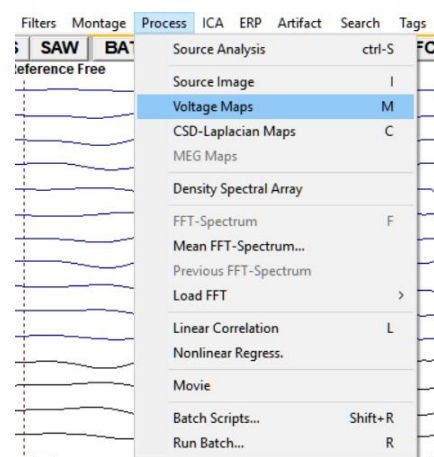 Filters Montage Process ICA ERP Artifact Search Tags
S SAW BAT FO
Reference Free
Source Analysis ctrl-S
Source Image I
Voltage Maps M
CSD-Laplacian Maps C
MEG Maps
Density Spectral Array
FFT-Spectrum F
Mean FFT-Spectrum...
Previous FFT-Spectrum
Load FFT >
Linear Correlation L
Nonlinear Regress.
Movie
Batch Scripts... Shift+R
Run Batch... R